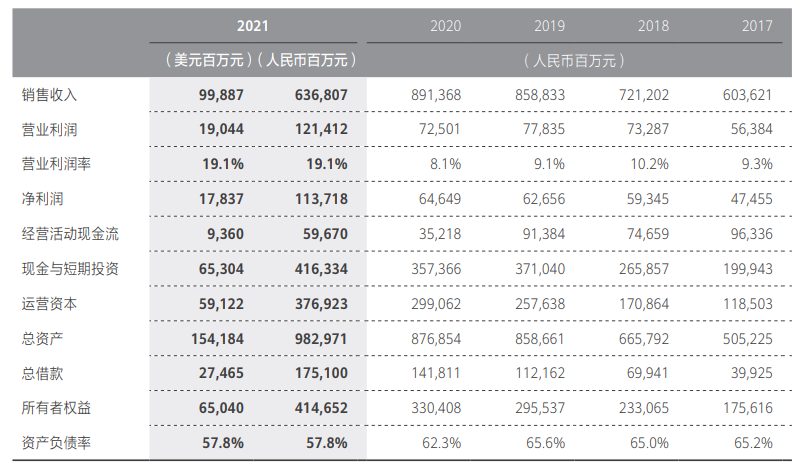 2021 2020 2019 2018 2017
（美元百万元）（人民币百万元） （人民币百万元）
销售收入 99,887 636,807 891,368 858,833 721,202 603,621
营业利润 19,044 121,412 72,501 77,835 73,287 56,384
营业利润率 19.1% 19.1% 8.1% 9.1% 10.2% 9.3%
净利润 17,837 113,718 64,649 62,656 59,345 47,455
经营活动现金流 9,360 59,670 35,218 91,384 74,659 96,336
现金与短期投资 65,304 416,334 357,366 371,040 265,857 199,943
运营资本 59,122 376,923 299,062 257,638 170,864 118,503
总资产 154,184 982,971 876,854 858,661 665,792 505,225
总借款 27,465 175,100 141,811 112,162 69,941 39,925
所有者权益 65,040 414,652 330,408 295,537 233,065 175,616
资产负债率 57.8% 57.8% 62.3% 65.6% 65.0% 65.2%